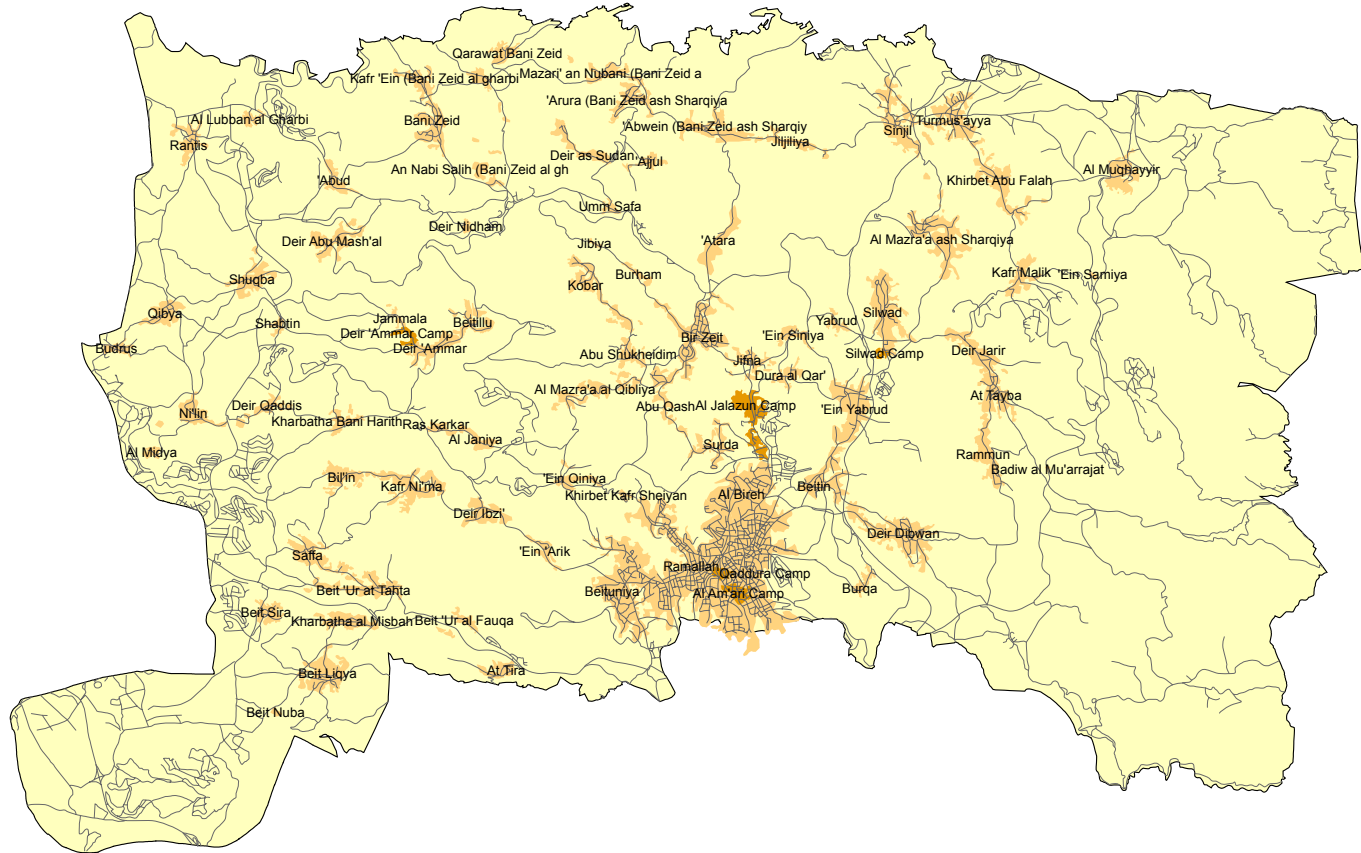 Qarawat Bani Zeid
Kafr 'Ein (Bani Zeid al gharbi
Mazari' an Nubani (Bani Zeid a
'Arura (Bani Zeid ash Sharqiya
Al Lubban al Gharbi
Bani Zeid
'Abwein (Bani Zeid ash Sharqiy
Sinjil
Turmus'ayya
Rantis
Jiljiliya
Deir as Sudan
Ajjul
An Nabi Salih (Bani Zeid al gh
Al Mughayyir
'Abud
Khirbet Abu Falah
Umm Safa
Deir Nidham
Deir Abu Mash'al
Jibiya
'Atara
Al Mazra'a ash Sharqiya
Shuqba
Kobar
Burham
Kafr Malik
'Ein Samiya
Qibya
Shabtin
Jammala
Beitillu
Yabrud
Silwad
Deir 'Ammar Camp
'Ein Siniya
Bir Zeit
Budrus
Deir 'Ammar
Abu Shukheidim
Jifna
Silwad Camp
Deir Jarir
Dura al Qar'
Al Mazra'a al Qibliya
At Tayba
Deir Qaddis
Abu Qash
Al Jalazun Camp
'Ein Yabrud
Ni'lin
Kharbatha Bani Harith
Ras Karkar
Al Janiya
Surda
Al Midya
Rammun
Badiw al Mu'arrajat
Bil'in
'Ein Qiniya
Kafr Ni'ma
Beitin
Khirbet Kafr Sheiyan
Al Bireh
Deir Ibzi'
Deir Dibwan
Saffa
'Ein 'Arik
Ramallah
Qaddura Camp
Beit 'Ur at Tahta
Beituniya
Al Am'ari Camp
Burqa
Beit Sira
Kharbatha al Misbah
Beit 'Ur al Fauqa
Beit Liqya
At Tira
Beit Nuba